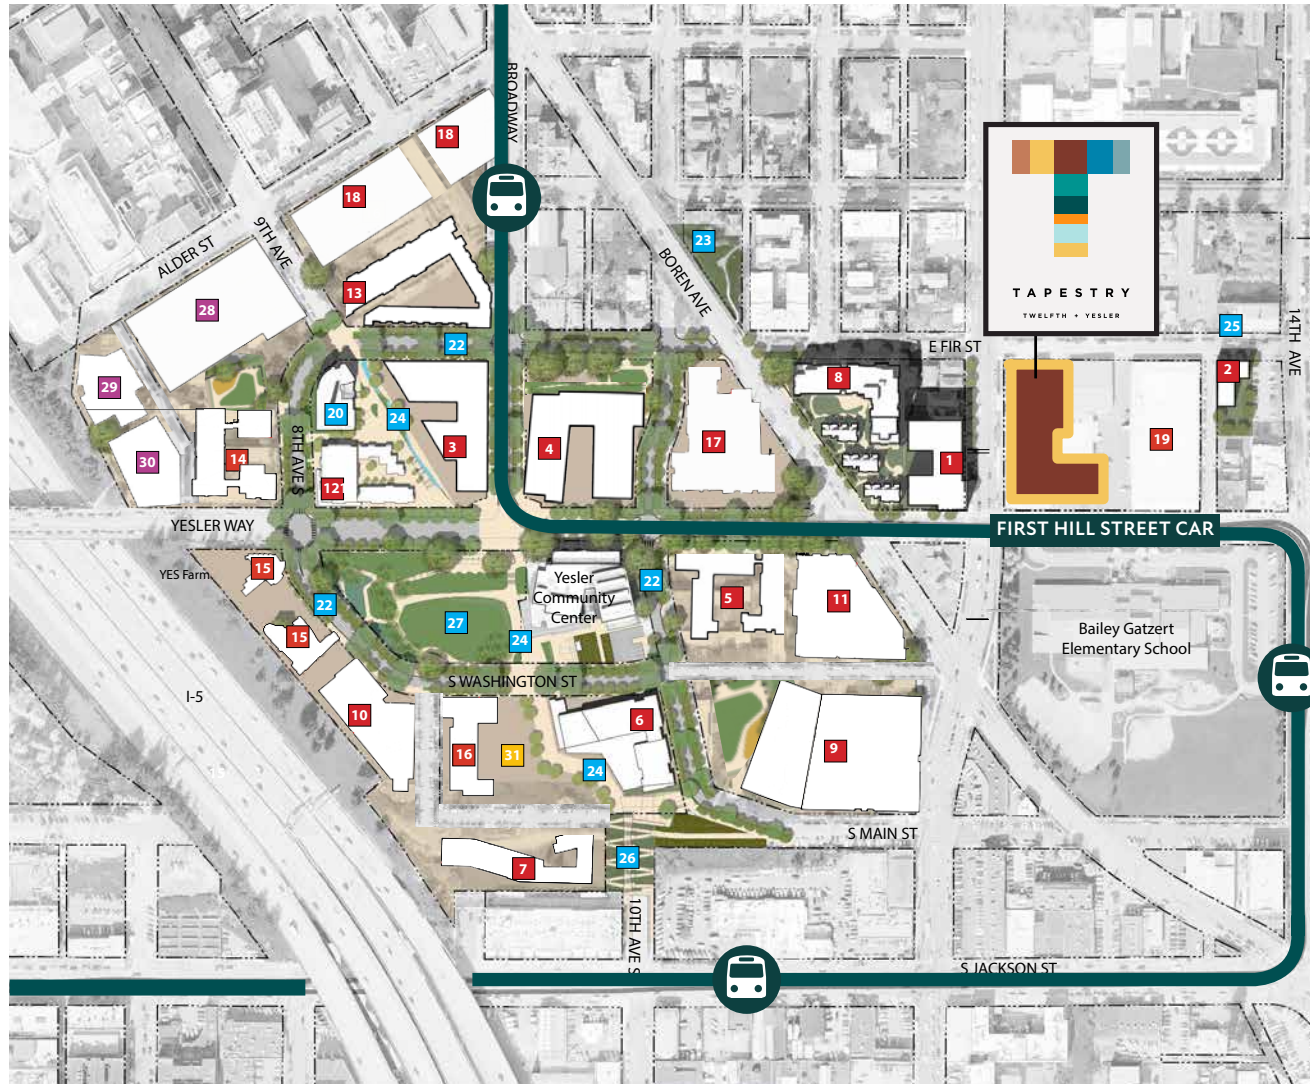 BROADWAY
18
18
9TH AVE
ALDER ST
BOREN AVE
23
TAPESTRY
TWELFTH + YESLER
13
28
22
E FIR ST
25
14TH AVE
29
20
24
8
2
3
4
17
19
30
14
8TH AVE S
121
1
YESLER WAY
FIRST HILL STREET CAR
YES Farm
15
22
27
24
Yesler
Community
Center
22
5
11
Bailey Gatzert
Elementary School
15
S WASHINGTON ST
I-5
10
16
31
24
6
9
15
S MAIN ST
7
26
10TH AVE S
S JACKSON ST